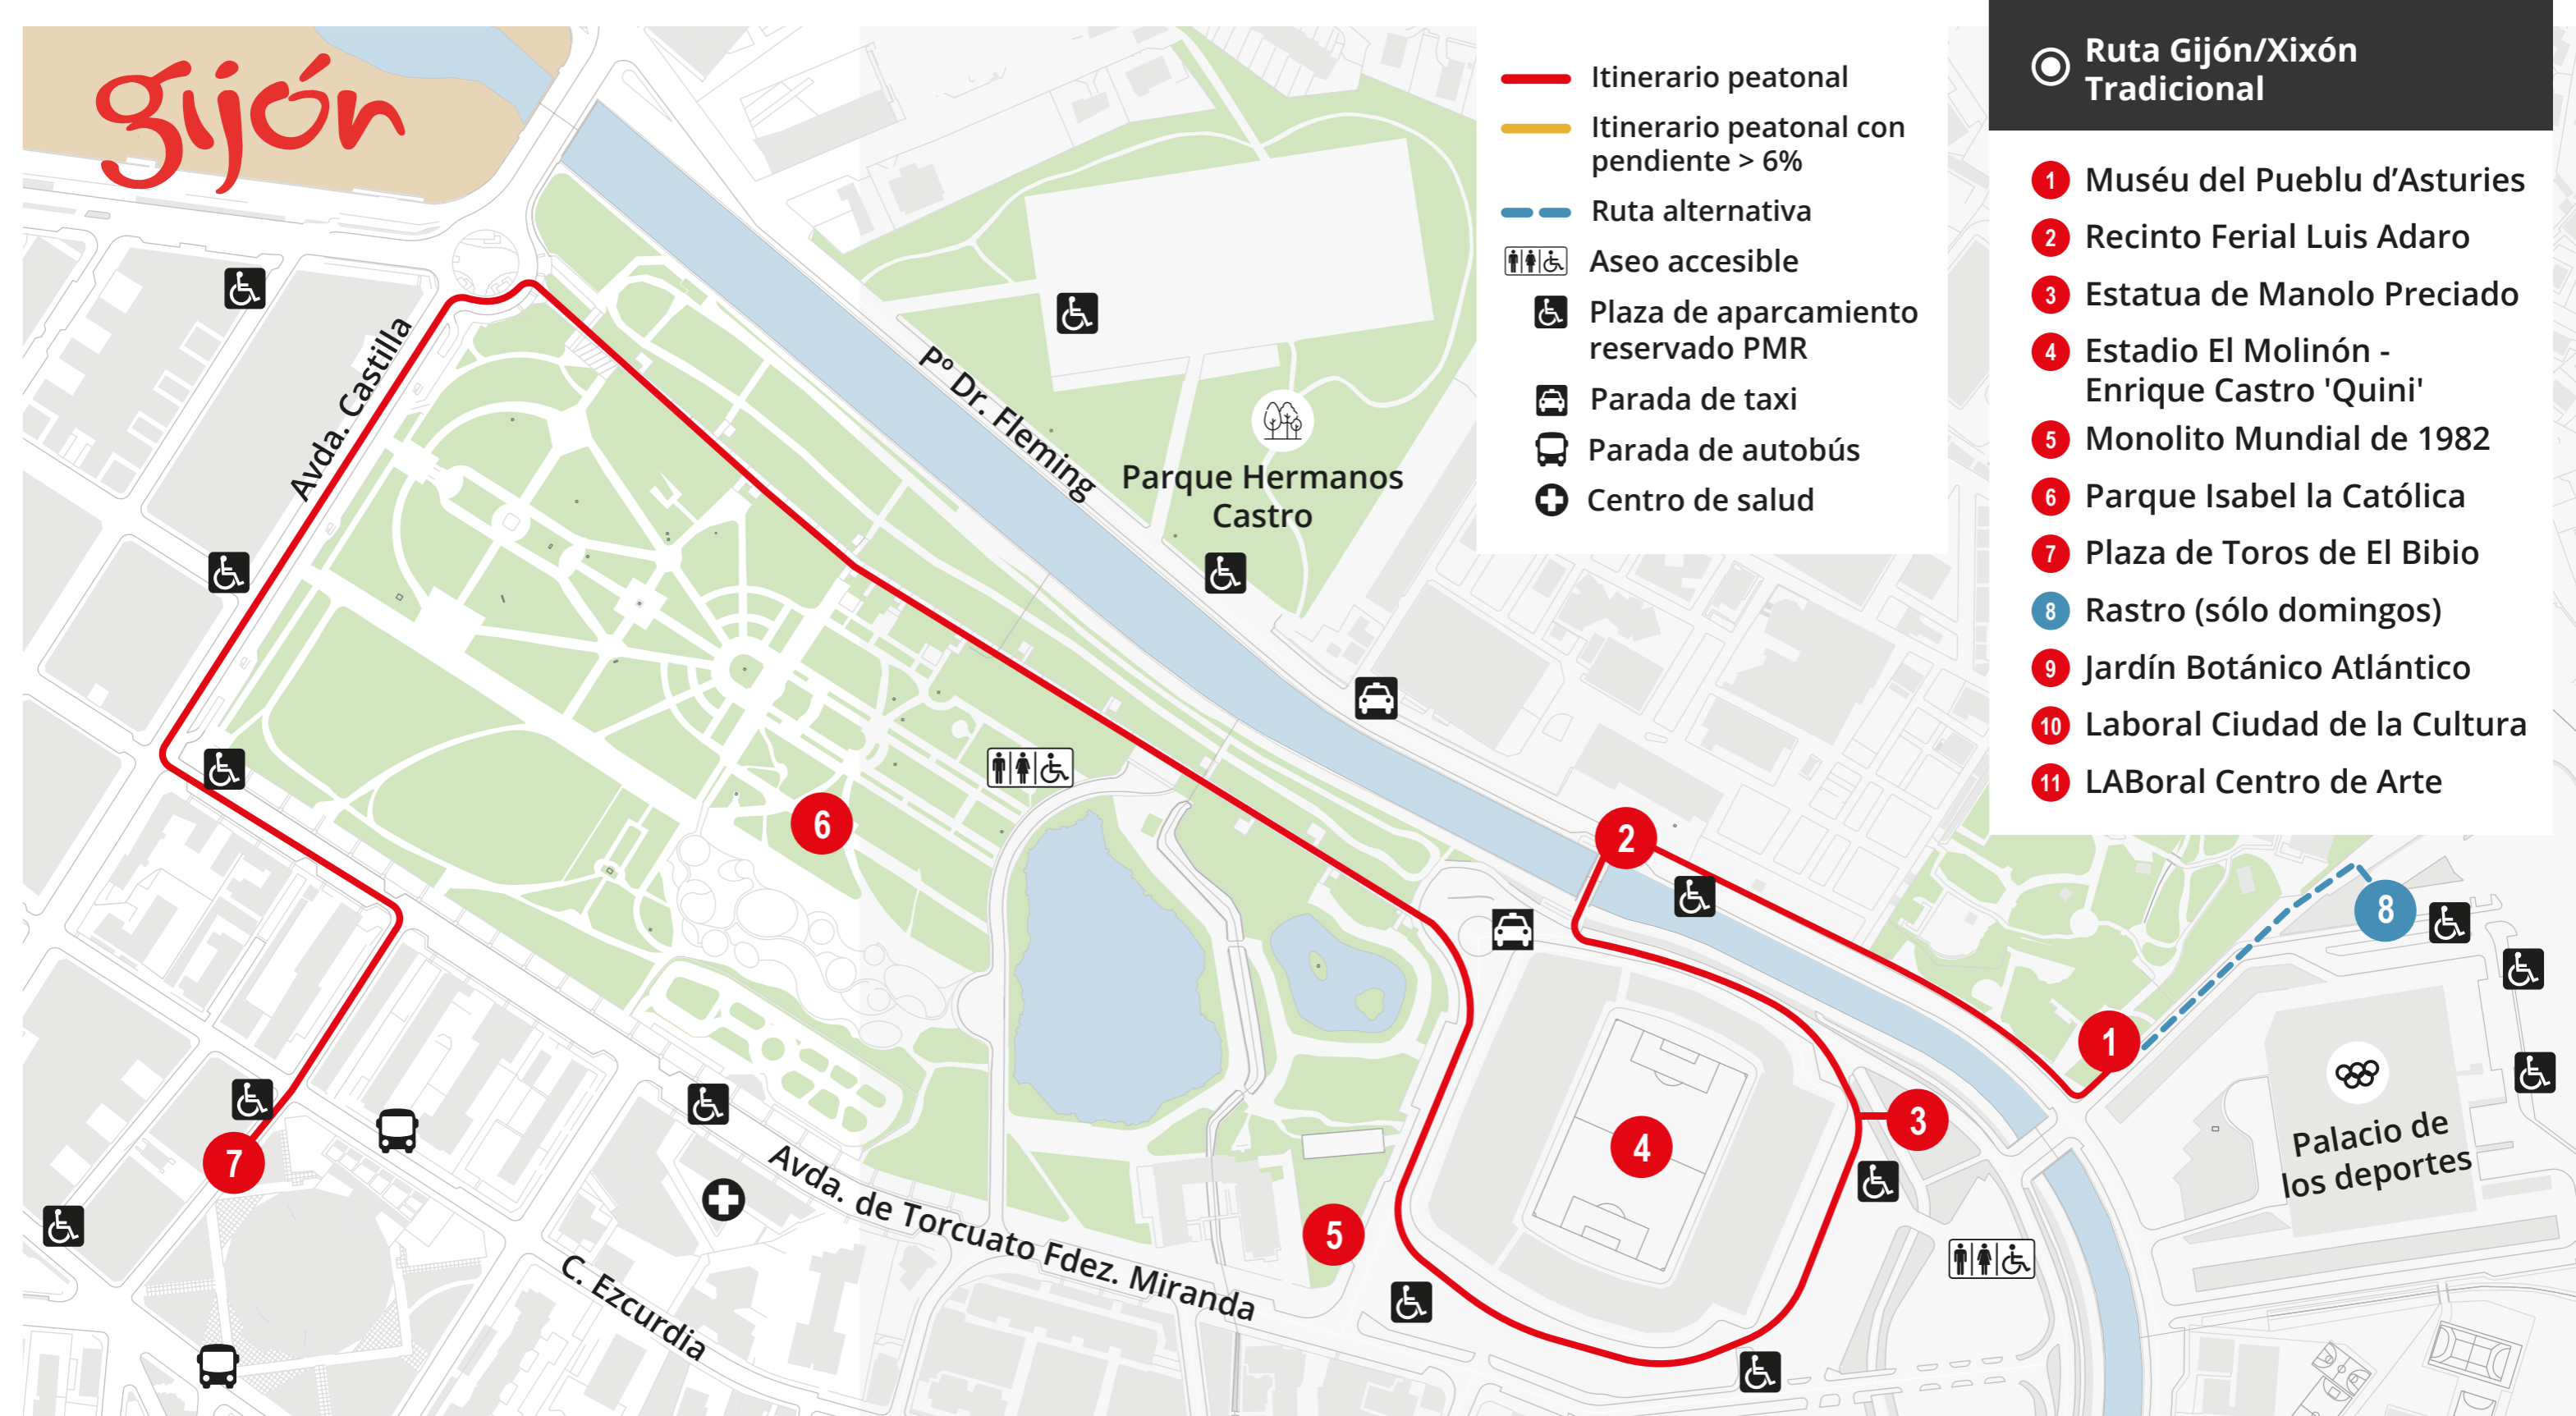 gijón
Avda. Castilla
Pº Dr. Fleming
Parque Hermanos
Castro
Avda. de Torcuato Fdez. Miranda
C. Ezcurdia
Palacio de
los deportes
6
2
8
1
3
4
7
5
Itinerario peatonal
Itinerario peatonal con
pendiente > 6%
Ruta alternativa
Aseo accesible
Plaza de aparcamiento
reservado PMR
Parada de taxi
Parada de autobús
Centro de salud
Ruta Gijón/Xixón
Tradicional
1 Muséu del Pueblu d’Asturies
2 Recinto Ferial Luis Adaro
3 Estatua de Manolo Preciado
4 Estadio El Molinón -
Enrique Castro 'Quini'
5 Monolito Mundial de 1982
6 Parque Isabel la Católica
7 Plaza de Toros de El Bibio
8 Rastro (sólo domingos)
9 Jardín Botánico Atlántico
10 Laboral Ciudad de la Cultura
11 LABoral Centro de Arte